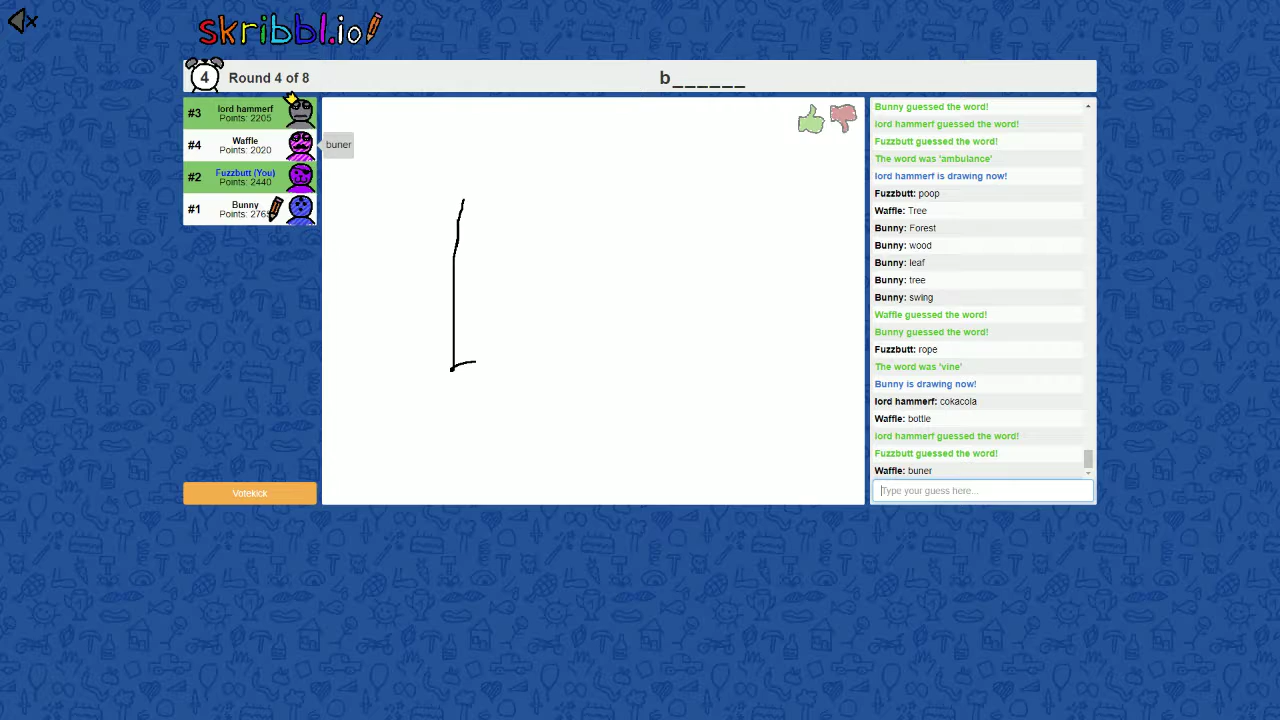 skribbl.io
4
Round 4 of 8
b______
#3
lord hammerf
Points: 2205
#4
Waffle
Points: 2020
buner
#2
Fuzzbutt (You)
Points: 2440
#1
Bunny
Votekick
Bunny guessed the word!
lord hammerf guessed the word!
Fuzzbutt guessed the word!
The word was 'ambulance'
lord hammerf is drawing now!
Fuzzbutt: poop
Waffle: Tree
Bunny: Forest
Bunny: wood
Bunny: leaf
Bunny: tree
Bunny: swing
Waffle guessed the word!
Bunny guessed the word!
Fuzzbutt: rope
The word was 'vine'
Bunny is drawing now!
lord hammerf: cokacola
Waffle: bottle
lord hammerf guessed the word!
Fuzzbutt guessed the word!
Waffle: buner
Type your guess here...